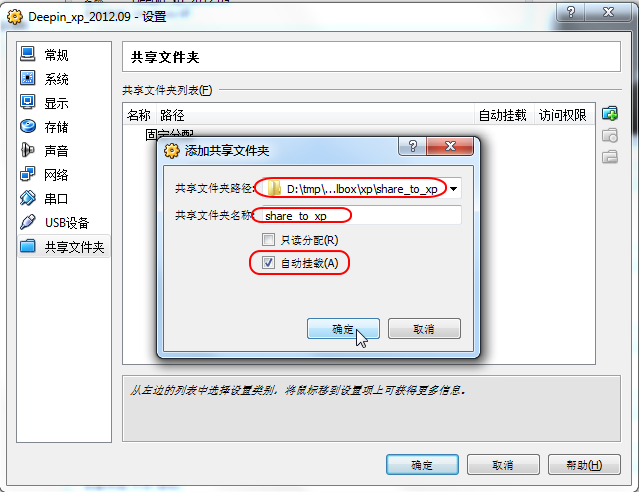 Deepin_xp_2012.09 - 设置
常规
系统
显示
存储
声音
网络
串口
USB设备
共享文件夹
共享文件夹
共享文件夹列表(F)
名称 路径 自动挂载 访问权限
固定分配
添加共享文件夹
共享文件夹路径: D:\tmp\...lbox\xp\share_to_xp
共享文件夹名称: share_to_xp
只读分配(R)
自动挂载(A)
确定 取消
从左边的列表中选择设置类别，将鼠标移到设置项上可获得更多信息。
确定 取消 帮助(H)